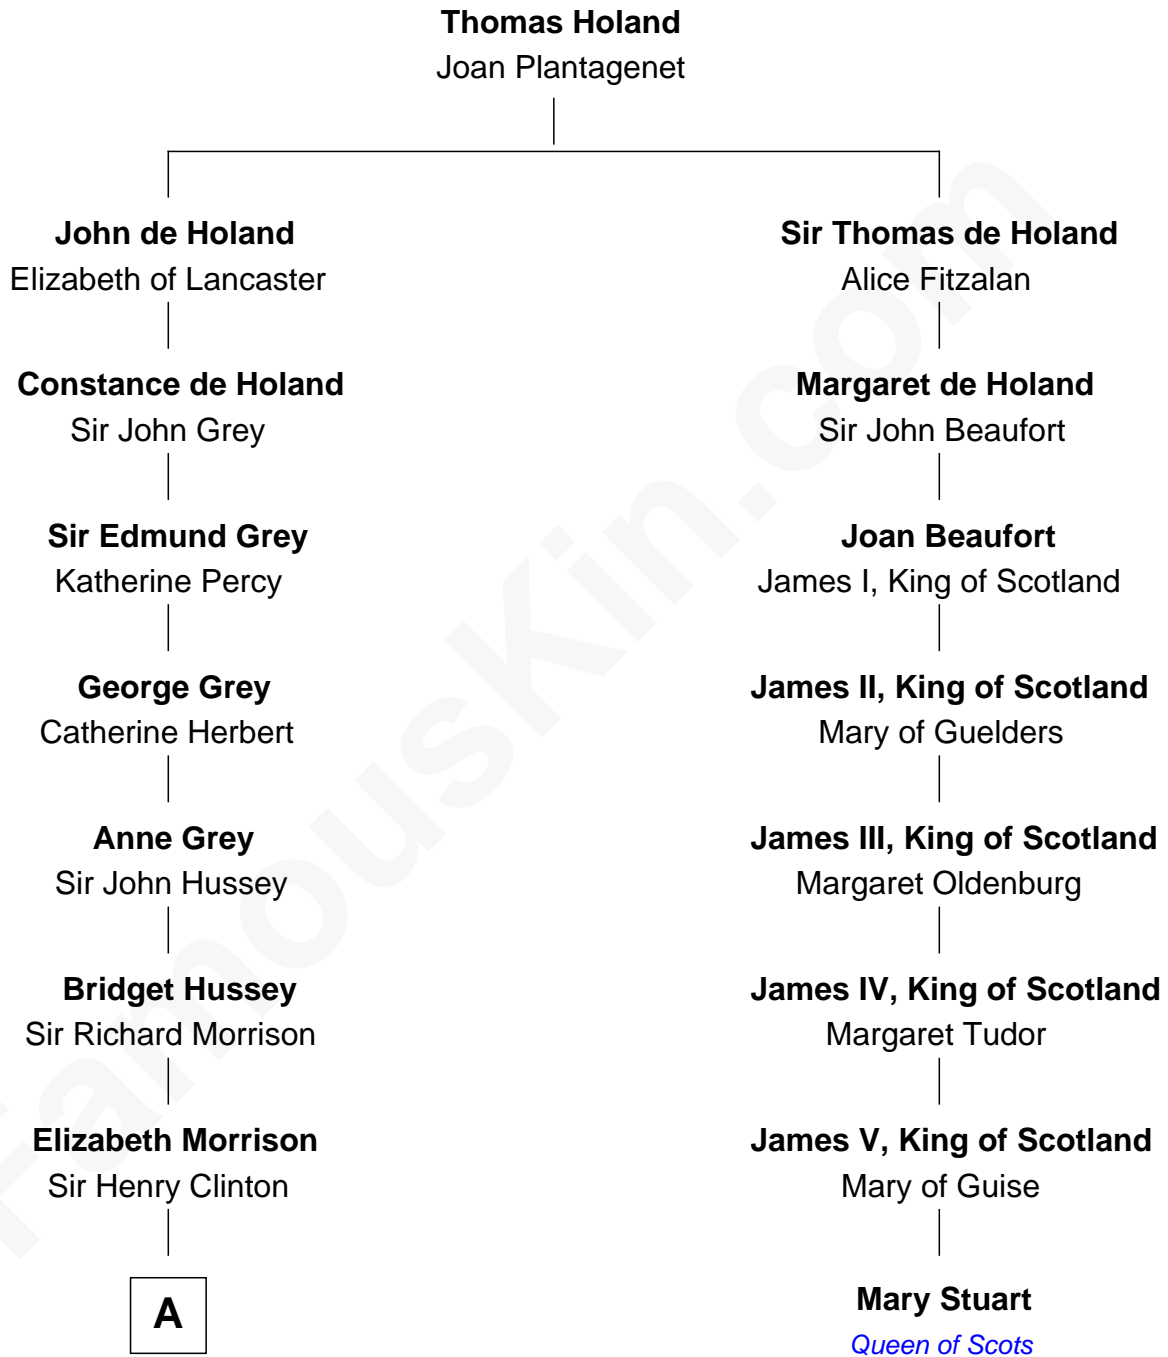 Thomas Holand
Joan Plantagenet
John de Holand
Elizabeth of Lancaster
Constance de Holand
Sir John Grey
Sir Edmund Grey
Katherine Percy
George Grey
Catherine Herbert
Anne Grey
Sir John Hussey
Bridget Hussey
Sir Richard Morrison
Elizabeth Morrison
Sir Henry Clinton
A
Sir Thomas de Holand
Alice Fitzalan
Margaret de Holand
Sir John Beaufort
Joan Beaufort
James I, King of Scotland
James II, King of Scotland
Mary of Guelders
James III, King of Scotland
Margaret Oldenburg
James IV, King of Scotland
Margaret Tudor
James V, King of Scotland
Mary of Guise
Mary Stuart
Queen of Scots
FamousKin.com